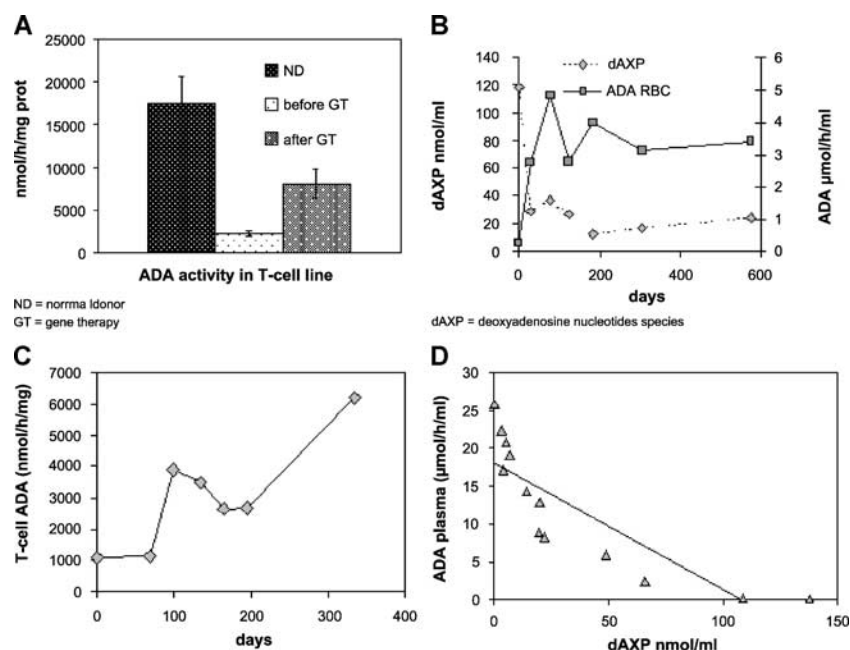 A
nmol/h/mg prot
25000
20000
15000
10000
5000
0
ND
before GT
after GT
ADA activity in T-cell line
ND = norrma ldonor
GT = gene therapy
B
dAXP nmol/ml
140
120
100
80
60
40
20
0
dAXP
ADA RBC
6
5
4
3
2
1
0
ADA µmol/h/ml
0 200 400 600
days
dAXP = deoxyadenosine nucleotides species
C
T-cell ADA (nmol/h/mg)
7000
6000
5000
4000
3000
2000
1000
0
0 100 200 300 400
days
D
ADA plasma (µmol/h/ml)
30
25
20
15
10
5
0
0 50 100 150
dAXP nmol/ml